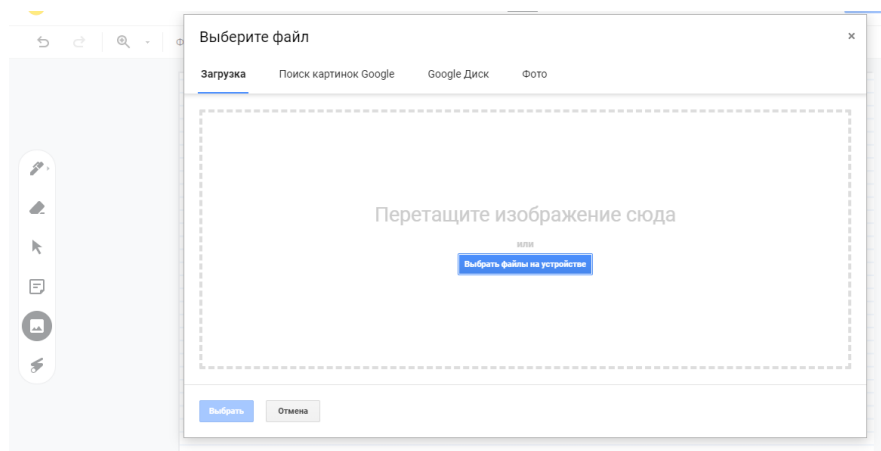 Выберите файл
Загрузка Поиск картинок Google Google Диск Фото
Перетащите изображение сюда
или
Выбрать файлы на устройстве
Выбрать Отмена